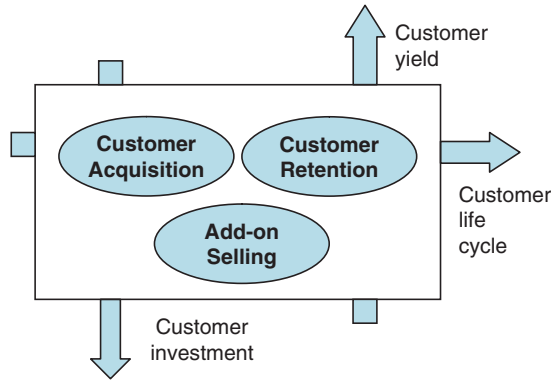 Customer
yield
Customer
Acquisition
Customer
Retention
Customer
life
cycle
Add-on
Selling
Customer
investment